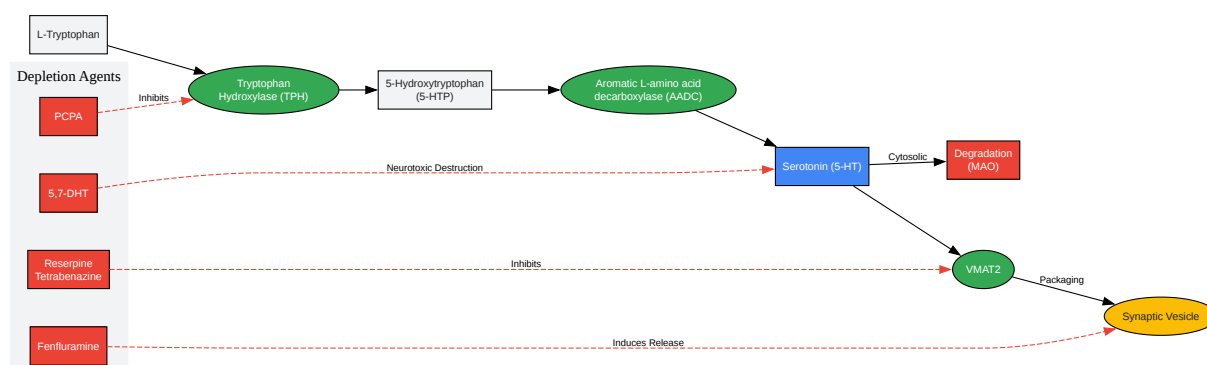 L-Tryptophan
Depletion Agents
Tryptophan
Hydroxylase (TPH)
5-Hydroxytryptophan
(5-HTP)
Aromatic L-amino acid
decarboxylase (AADC)
Inhibits
PCPA
Neurotoxic Destruction
Serotonin (5-HT)
Cytosolic
Degradation
(MAO)
5,7-DHT
Reserpine
Tetrabenazine
Inhibits
VMAT2
Packaging
Synaptic Vesicle
Fenfluramine
Induces Release